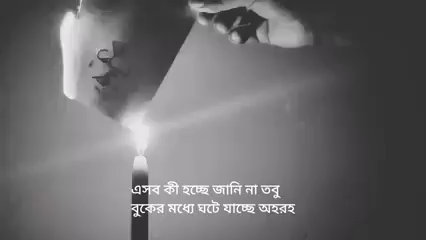 এসব কী হচ্ছে জানি না তবু
বুকের মধ্যে ঘটে যাচ্ছে অহরহ